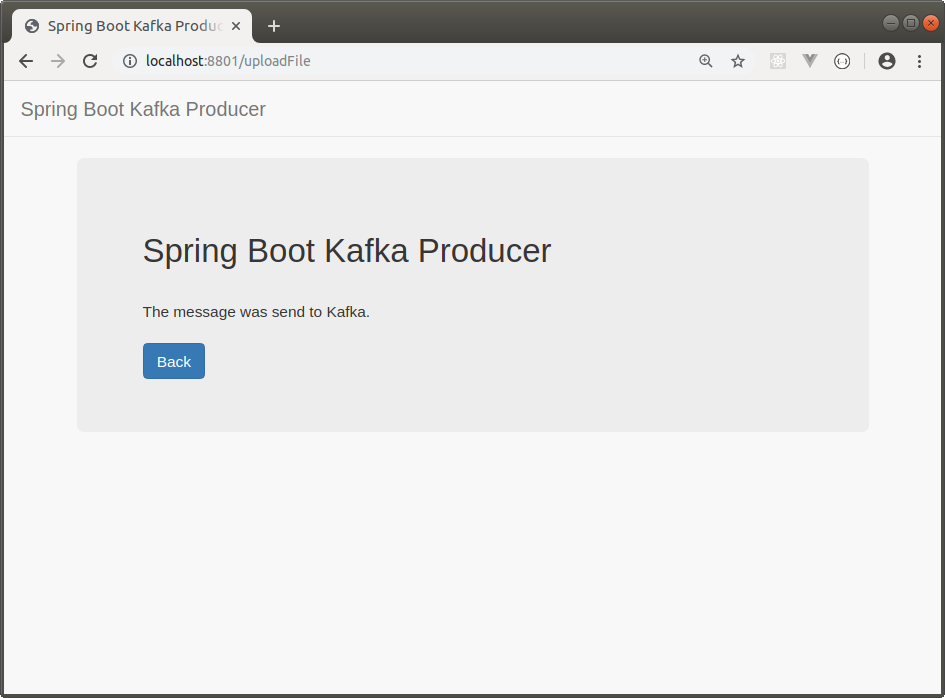 Spring Boot Kafka Produc
localhost:8801/uploadFile
Spring Boot Kafka Producer
Spring Boot Kafka Producer
The message was send to Kafka.
Back